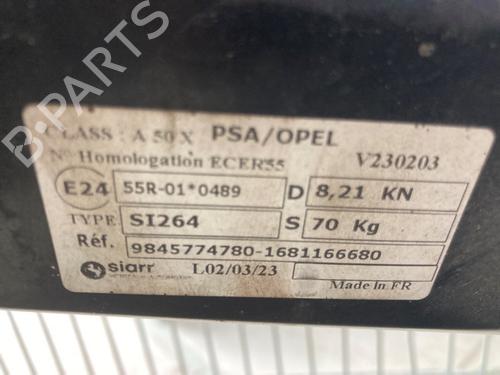 B-PARTS
CLASS : A 50 X PSA/OPEL
N° Homologation ECER55 V230203
E24 55R-01*0489 D 8,21 KN
TYPE SI264 S 70 Kg
Réf. 9845774780-1681166680
siarr L02/03/23
Made In FR